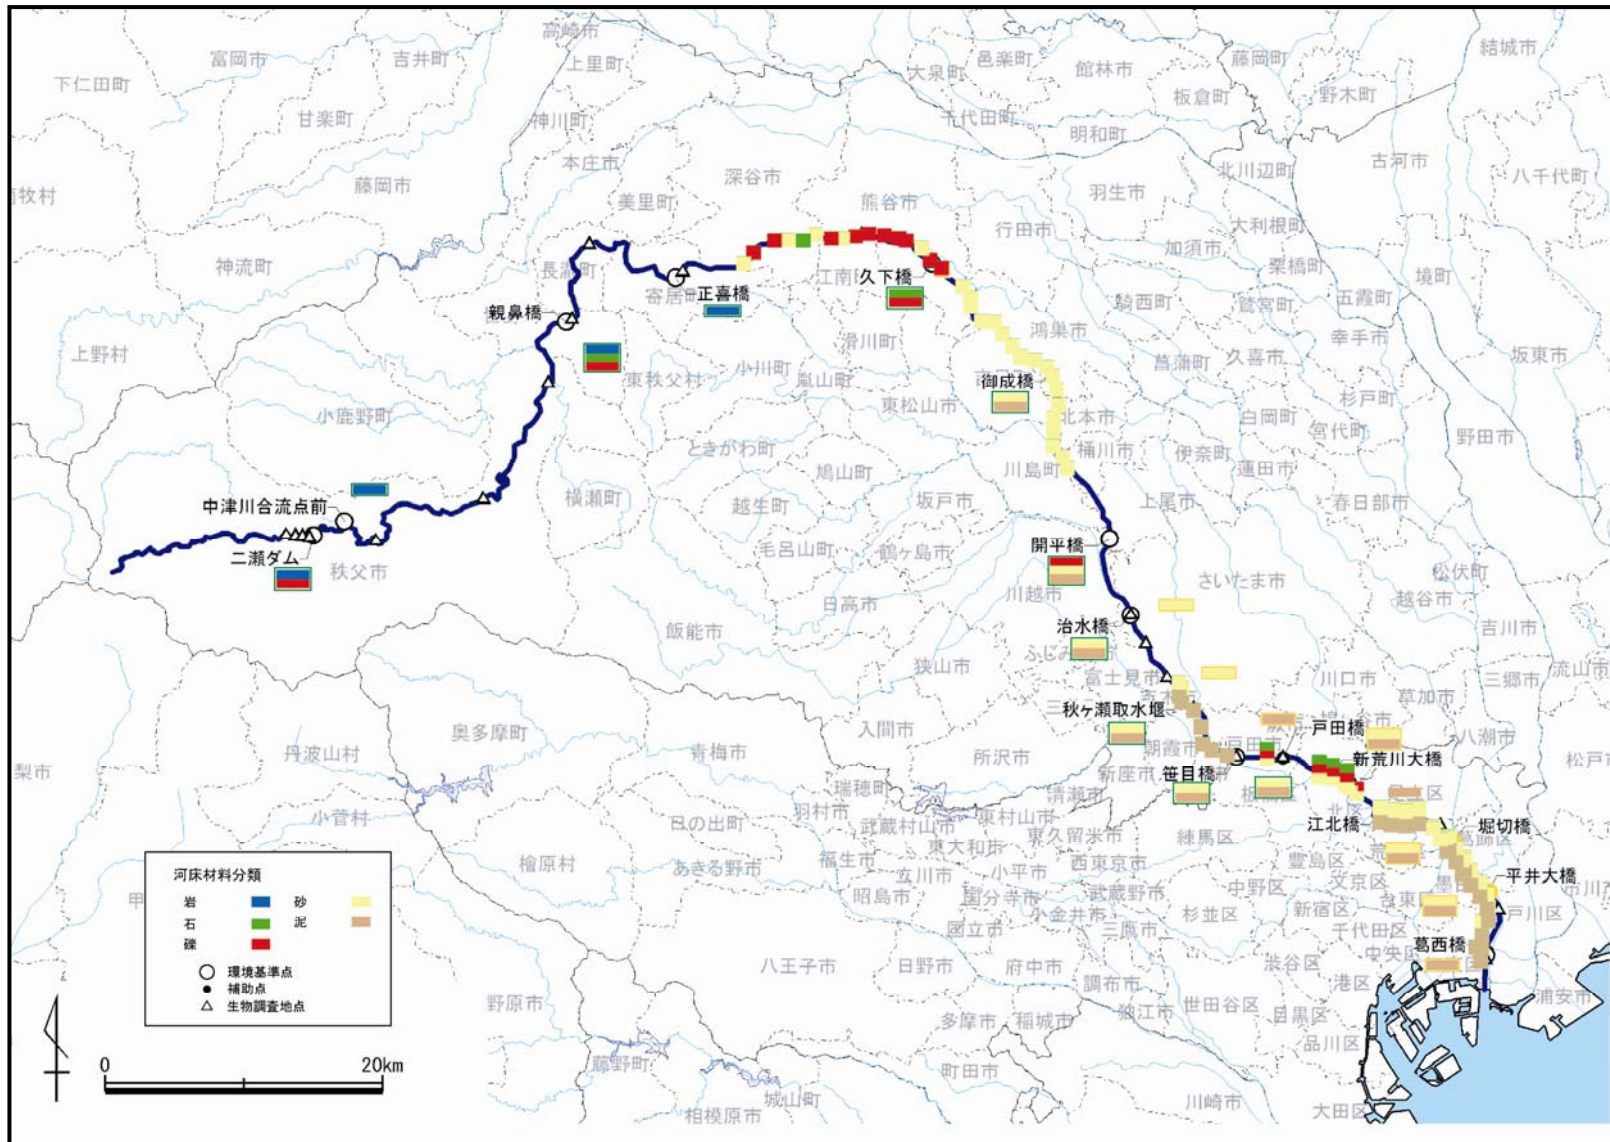 高崎市
結城市
富岡市
吉井町
上里町
大泉町
邑楽町
館林市
藤岡町
下仁田町
板倉町
野木町
甘楽町
神川町
千代田町
明和町
本庄市
北川辺町
古河市
藤岡市
深谷市
美里町
熊谷市
羽生市
八千代町
行田市
大利根町
加須市
神流町
栗橋町
境町
久下橋
寄居町
正喜橋
騎西町
鷲宮町
五霞町
親鼻橋
鴻巣市
幸手市
上野村
滑川町
菖蒲町
久喜市
坂東市
小川町
東秩父村
嵐山町
御成橋
杉戸町
小鹿野町
東松山市
北本市
白岡町
宮代町
野田市
ときがわ町
桶川市
伊奈町
鳩山町
川島町
蓮田市
中津川合流点前
横瀬町
越生町
坂戸市
上尾市
春日部市
二瀬ダム
毛呂山町
鶴ヶ島市
開平橋
秩父市
さいたま市
松伏町
川越市
越谷市
日高市
飯能市
治水橋
吉川市
狭山市
富士見市
川口市
三郷市
流山市
草加市
秋ヶ瀬取水堰
奥多摩町
入間市
戸田橋
丹波山村
青梅市
所沢市
朝霞市
戸田市
八潮市
新荒川大橋
新座市
笹目橋
瑞穂町
清瀬市
小菅村
羽村市
東村山市
日の出町
武蔵村山市
東久留米市
練馬区
北区
江北橋
堀切橋
葛飾区
東大和市
檜原村
あきる野市
福生市
小平市
西東京市
豊島区
立川市
昭島市
国分寺市
武蔵野市
中野区
文京区
平井大橋
小金井市
杉並区
新宿区
台東区
国立市
三鷹市
千代田区
葛西橋
八王子市
日野市
府中市
渋谷区
調布市
港区
浦安市
狛江市
世田谷区
目黒区
多摩市
稲城市
品川区
藤野町
町田市
城山町
相模原市
川崎市
大田区
河床材料分類
岩
砂
石
泥
礫
環境基準点
補助点
生物調査地点
0
20km